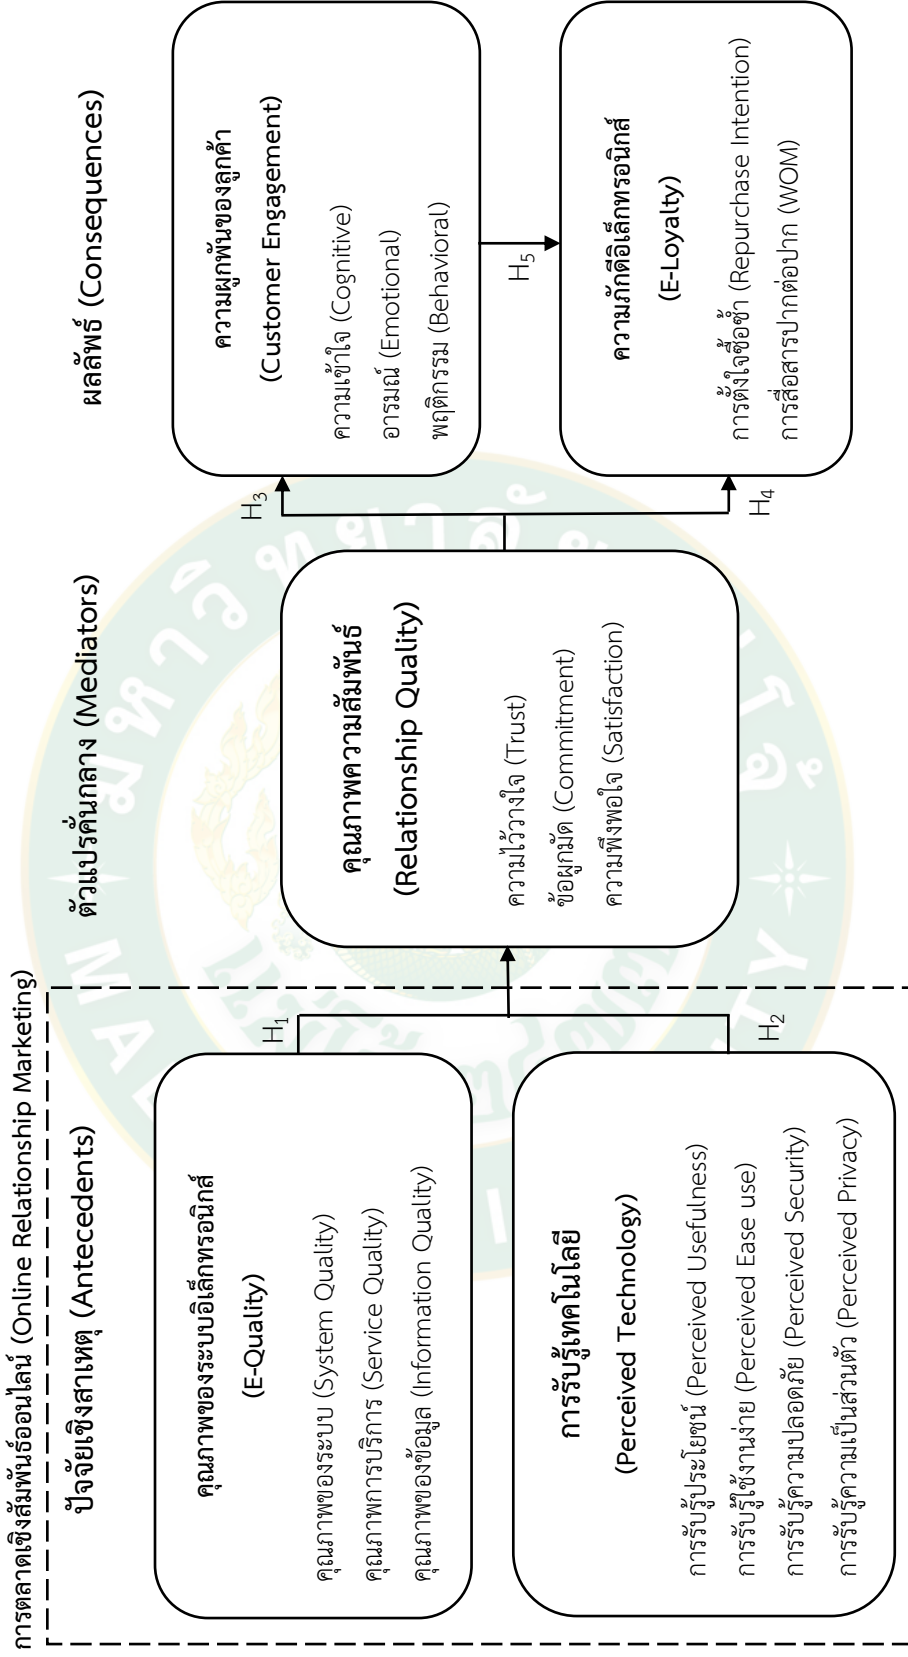 การตลาดเชิงสัมพันธ์ออนไลน์ (Online Relationship Marketing)
ปัจจัยเชิงสาเหตุ (Antecedents)
คุณภาพของระบบอิเล็กทรอนิกส์
(E-Quality)
คุณภาพของระบบ (System Quality)
คุณภาพการบริการ (Service Quality)
คุณภาพของข้อมูล (Information Quality)
H₁
การรับรู้เทคโนโลยี
(Perceived Technology)
การรับรู้ประโยชน์ (Perceived Usefulness)
การรับรู้ใช้งานง่าย (Perceived Ease use)
การรับรู้ความปลอดภัย (Perceived Security)
การรับรู้ความเป็นส่วนตัว (Perceived Privacy)
H₂
ตัวแปรคั่นกลาง (Mediators)
คุณภาพความสัมพันธ์
(Relationship Quality)
ความไว้วางใจ (Trust)
ข้อผูกมัด (Commitment)
ความพึงพอใจ (Satisfaction)
H₃
H₄
ผลลัพธ์ (Consequences)
ความผูกพันของลูกค้า
(Customer Engagement)
ความเข้าใจ (Cognitive)
อารมณ์ (Emotional)
พฤติกรรม (Behavioral)
H₅
ความภักดีอิเล็กทรอนิกส์
(E-Loyalty)
การตั้งใจซื้อซ้ำ (Repurchase Intention)
การสื่อสารปากต่อปาก (WOM)